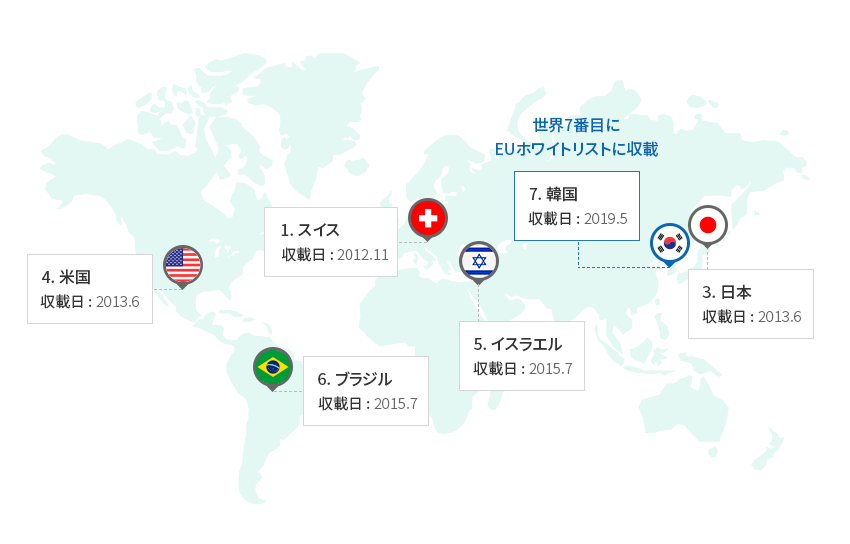 世界7番目に
EUホワイトリストに収載
7. 韓国
収載日 : 2019.5
1. スイス
収載日 : 2012.11
4. 米国
収載日 : 2013.6
3. 日本
収載日 : 2013.6
5. イスラエル
収載日 : 2015.7
6. ブラジル
収載日 : 2015.7